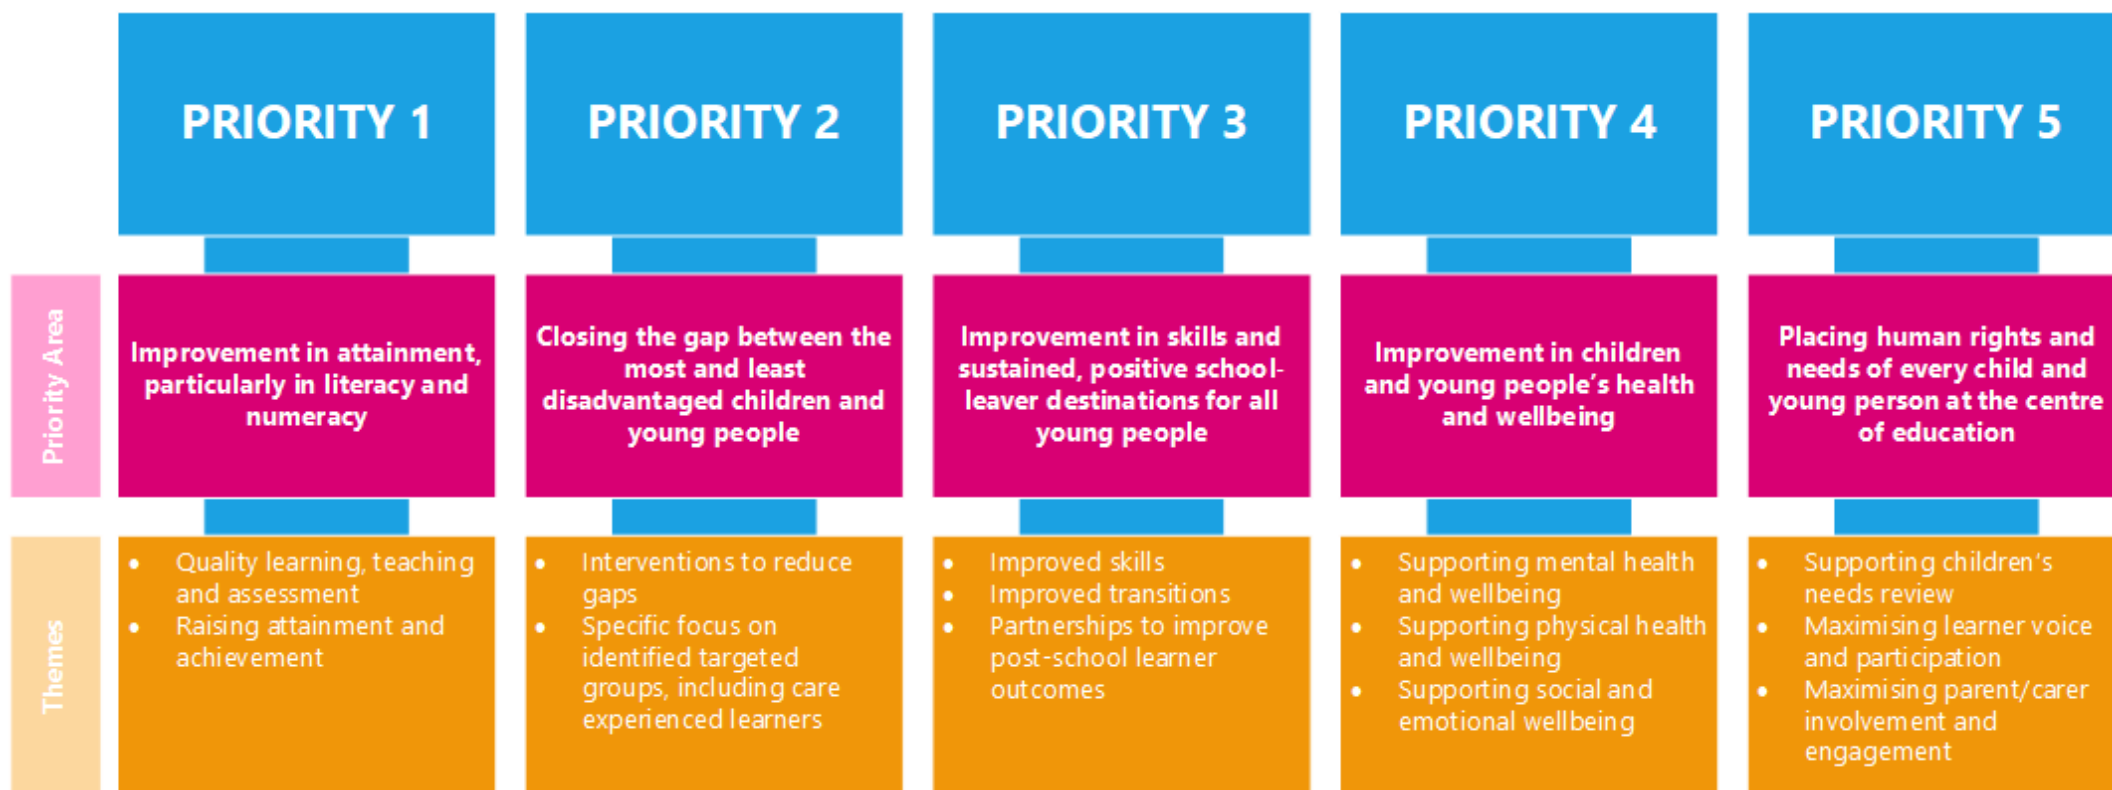 PRIORITY 1
PRIORITY 2
PRIORITY 3
PRIORITY 4
PRIORITY 5
Priority Area
Improvement in attainment,
particularly in literacy and
numeracy
Closing the gap between the
most and least
disadvantaged children and
young people
Improvement in skills and
sustained, positive school-
leaver destinations for all
young people
Improvement in children
and young people’s health
and wellbeing
Placing human rights and
needs of every child and
young person at the centre
of education
Themes
• Quality learning, teaching
and assessment
• Raising attainment and
achievement
• Interventions to reduce
gaps
• Specific focus on
identified targeted
groups, including care
experienced learners
• Improved skills
• Improved transitions
• Partnerships to improve
post-school learner
outcomes
• Supporting mental health
and wellbeing
• Supporting physical health
and wellbeing
• Supporting social and
emotional wellbeing
• Supporting children’s
needs review
• Maximising learner voice
and participation
• Maximising parent/carer
involvement and
engagement